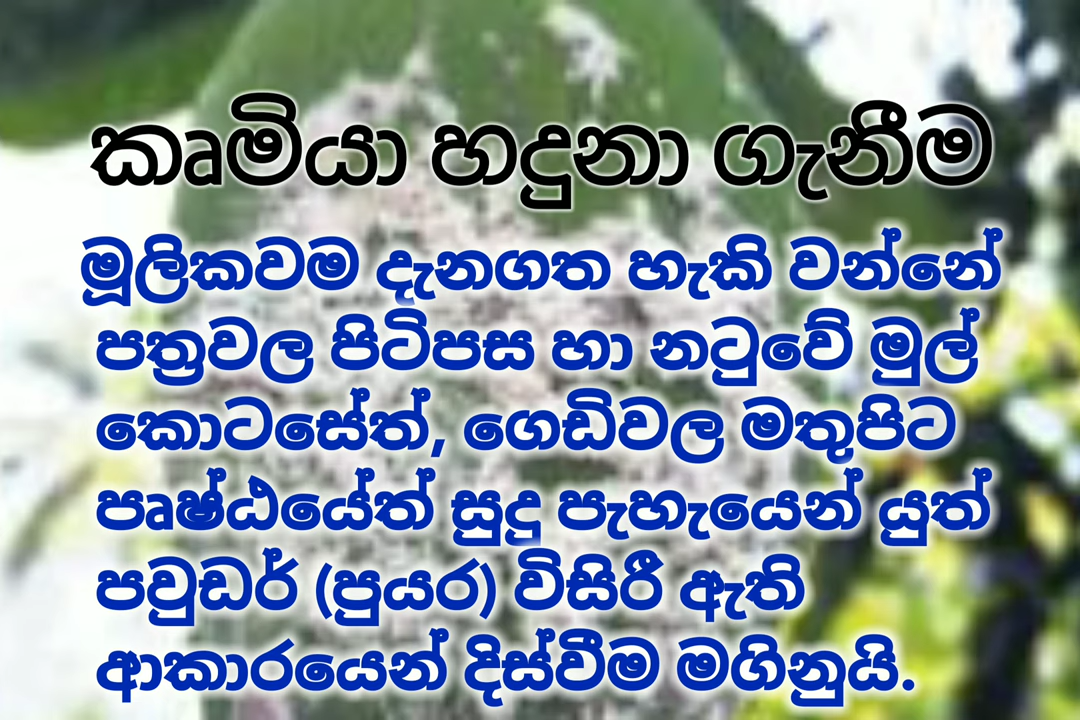 කෘමියා හදුනා ගැනීම
මූලිකවම දැනගත හැකි වන්නේ
පත්‍රවල පිටිපස හා නටුවේ මුල්
කොටසේත්, ගෙඩිවල මතුපිට
පෘෂ්ඨයේත් සුදු පැහැයෙන් යුත්
පවුඩර් (පුයර) විසිරී ඇති
ආකාරයෙන් දිස්වීම මගිනුයි.